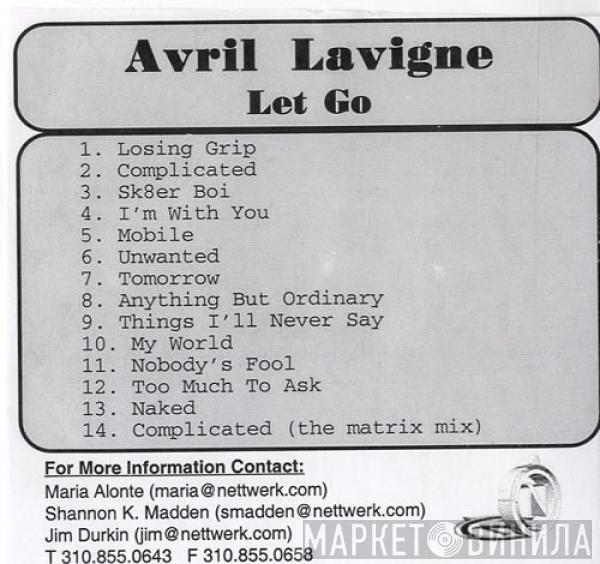 Avril Lavigne
Let Go
1. Losing Grip
2. Complicated
3. Sk8er Boi
4. I'm With You
5. Mobile
6. Unwanted
7. Tomorrow
8. Anything But Ordinary
9. Things I'll Never Say
10. My World
11. Nobody's Fool
12. Too Much To Ask
13. Naked
14. Complicated (the matrix mix)
For More Information Contact:
Maria Alonte (maria@nettwerk.com)
Shannon K. Madden (smadden@nettwerk.com)
Jim Durkin (jim@nettwerk.com)
T 310.855.0643 F 310.855.0658
N
МАРКЕТ ВИНИЛА